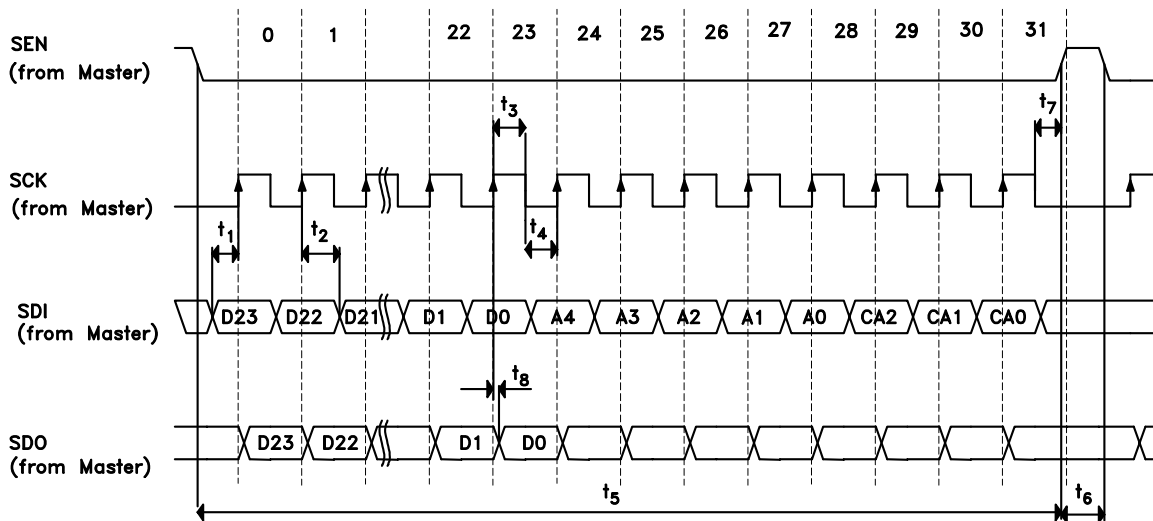 0 1 22 23 24 25 26 27 28 29 30 31
SEN
(from Master)
t3 t7
SCK
(from Master)
t1 t2 t4
SDI
(from Master)
D23 D22 D21 D1 D0 A4 A3 A2 A1 A0 CA2 CA1 CA0
t8
SDO
(from Master)
D23 D22 D1 D0
t5 t6